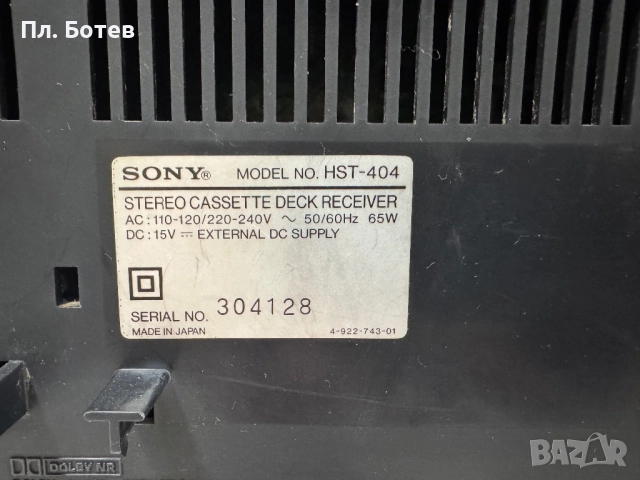 Пл. Ботев
SONY® MODEL NO. HST-404
STEREO CASSETTE DECK RECEIVER
AC: 110-120/220-240V ~ 50/60Hz 65W
DC: 15V ⎓ EXTERNAL DC SUPPLY
SERIAL NO. 304128
MADE IN JAPAN 4-922-743-01
DOLBY NR
BAZAR